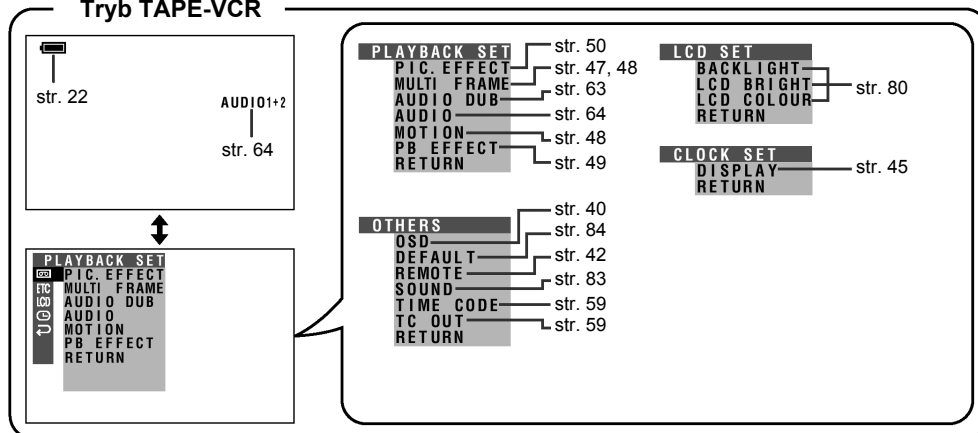 Tryb TAPE-VCR
str. 22
AUDIO1+2
str. 64
PLAYBACK SET
PIC. EFFECT
MULTI FRAME
AUDIO DUB
AUDIO
MOTION
PB EFFECT
RETURN
ETC
LCD
PLAYBACK SET
PIC. EFFECT str. 50
MULTI FRAME str. 47, 48
AUDIO DUB str. 63
AUDIO str. 64
MOTION str. 48
PB EFFECT str. 49
RETURN
OTHERS
OSD str. 40
DEFAULT str. 84
REMOTE str. 42
SOUND str. 83
TIME CODE str. 59
TC OUT str. 59
RETURN
LCD SET
BACKLIGHT
LCD BRIGHT str. 80
LCD COLOUR
RETURN
CLOCK SET
DISPLAY str. 45
RETURN